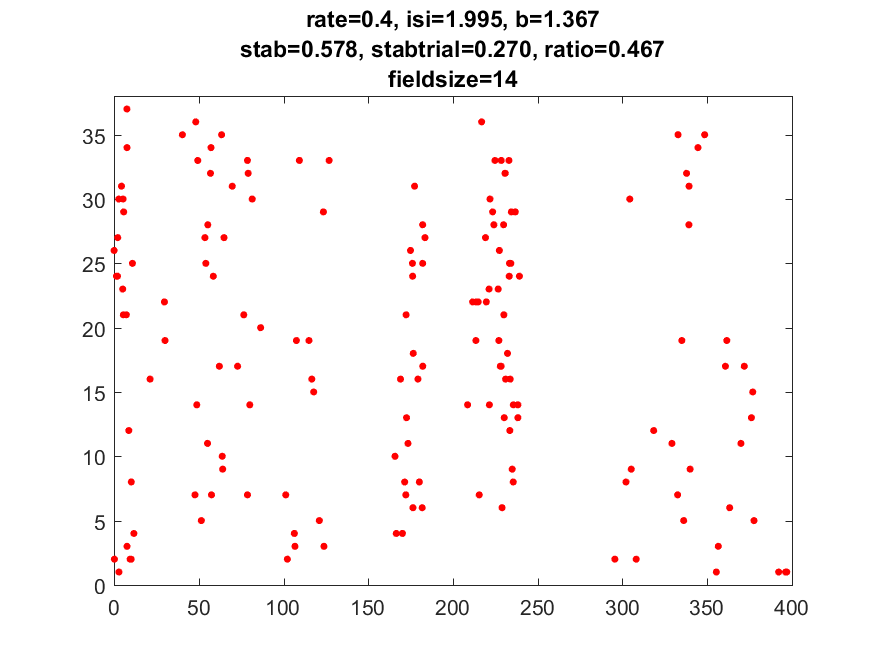 rate=0.4, isi=1.995, b=1.367
stab=0.578, stabtrial=0.270, ratio=0.467
fieldsize=14
35
30
25
20
15
10
5
0
0 50 100 150 200 250 300 350 400